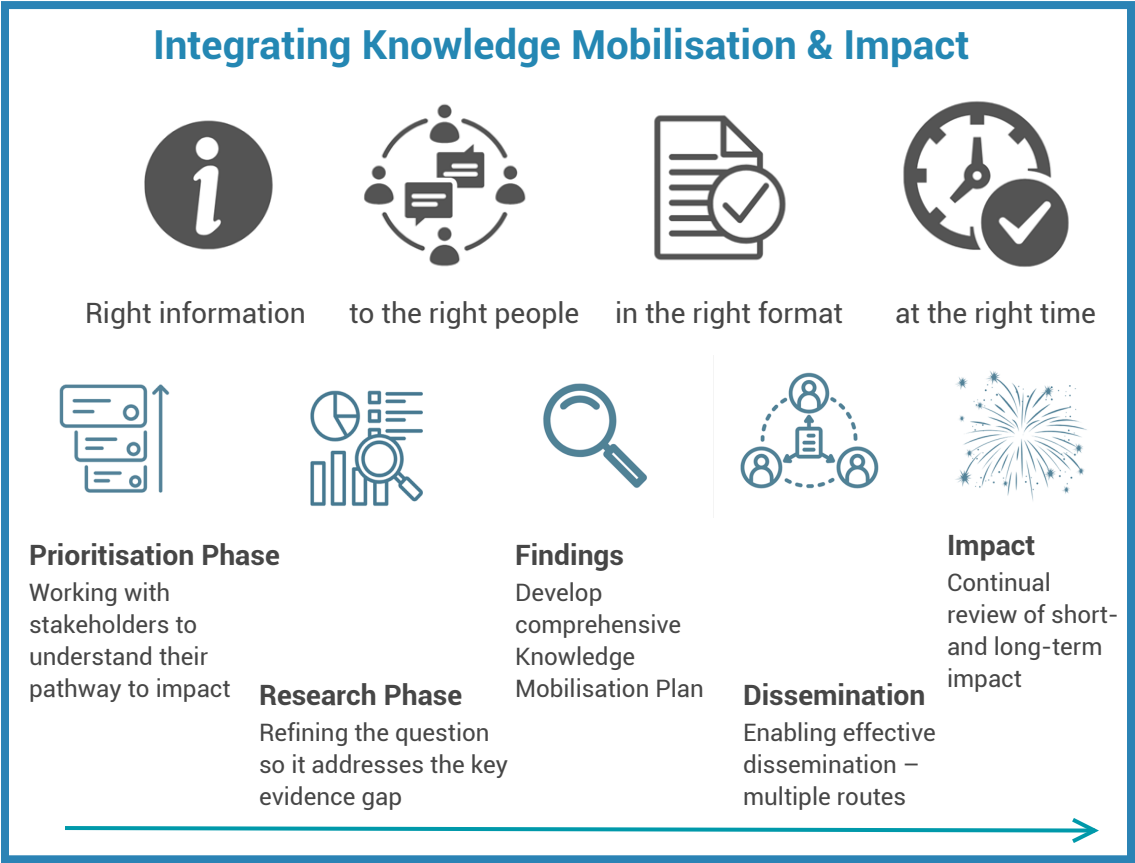 Integrating Knowledge Mobilisation & Impact
Right information
to the right people
in the right format
at the right time
Prioritisation Phase
Working with
stakeholders to
understand their
pathway to impact
Research Phase
Refining the question
so it addresses the key
evidence gap
Findings
Develop
comprehensive
Knowledge
Mobilisation Plan
Dissemination
Enabling effective
dissemination –
multiple routes
Impact
Continual
review of short-
and long-term
impact